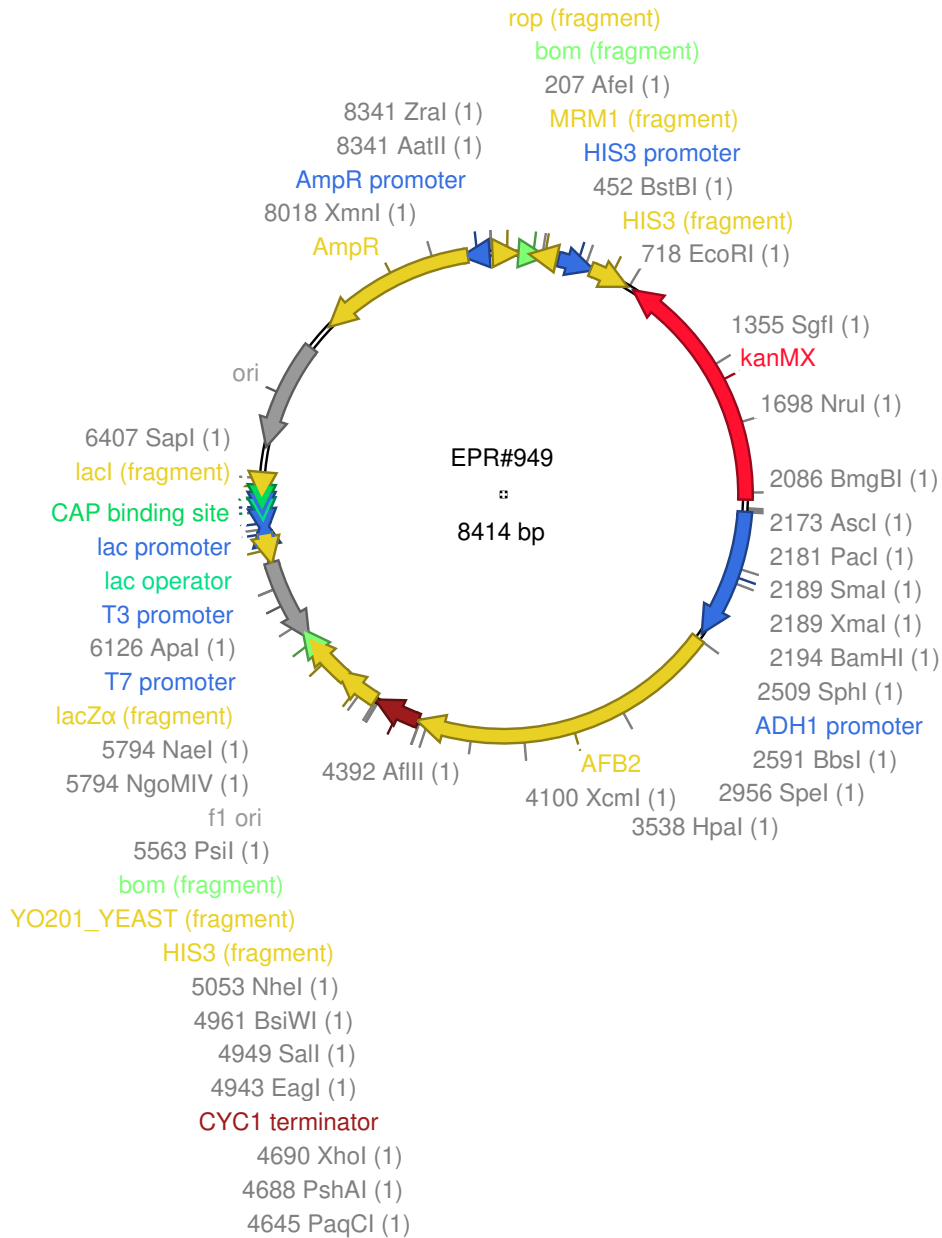 rop (fragment)
bom (fragment)
207 AfeI (1)
MRM1 (fragment)
HIS3 promoter
452 BstBI (1)
HIS3 (fragment)
718 EcoRI (1)
1355 SgfI (1)
kanMX
1698 NruI (1)
2086 BmgBI (1)
2173 AscI (1)
2181 PacI (1)
2189 SmaI (1)
2189 XmaI (1)
2194 BamHI (1)
2509 SphI (1)
ADH1 promoter
2591 BbsI (1)
2956 SpeI (1)
3538 HpaI (1)
AFB2
4100 XcmI (1)
4392 AflII (1)
8341 ZraI (1)
8341 AatII (1)
AmpR promoter
8018 XmnI (1)
AmpR
ori
6407 SapI (1)
lacI (fragment)
CAP binding site
lac promoter
lac operator
T3 promoter
6126 ApaI (1)
T7 promoter
lacZα (fragment)
5794 NaeI (1)
5794 NgoMIV (1)
f1 ori
5563 PsiI (1)
bom (fragment)
YO201_YEAST (fragment)
HIS3 (fragment)
5053 NheI (1)
4961 BsiWI (1)
4949 SalI (1)
4943 EagI (1)
CYC1 terminator
4690 XhoI (1)
4688 PshAI (1)
4645 PaqCI (1)
EPR#949
8414 bp